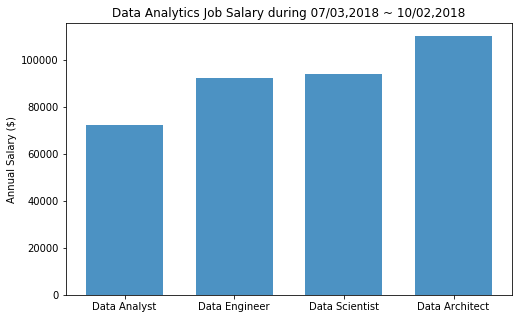 Data Analytics Job Salary during 07/03,2018 ~ 10/02,2018
100000
80000
60000
40000
20000
0
Annual Salary ($)
Data Analyst
Data Engineer
Data Scientist
Data Architect